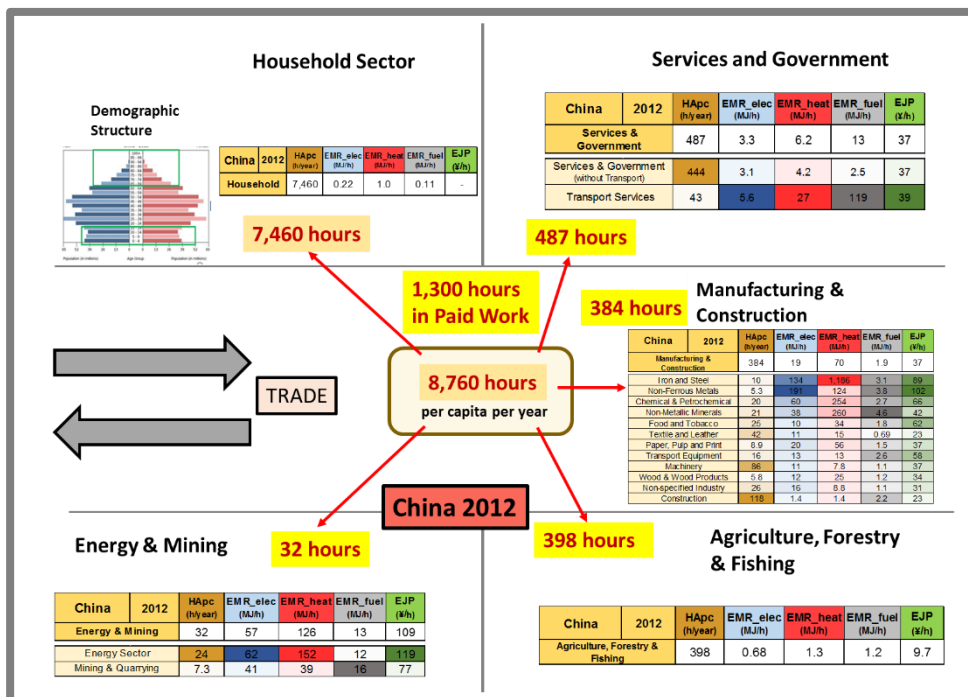 Household Sector
Demographic
Structure
China 2012 HApc (h/year) EMR_elec (MJ/h) EMR_heat (MJ/h) EMR_fuel (MJ/h) EJP (¥/h)
Household 7,460 0.22 1.0 0.11 -
Population (in millions) Age Group Population (in millions)
7,460 hours
Services and Government
China 2012 HApc (h/year) EMR_elec (MJ/h) EMR_heat (MJ/h) EMR_fuel (MJ/h) EJP (¥/h)
Services & Government 487 3.3 6.2 13 37
Services & Government (without Transport) 444 3.1 4.2 2.5 37
Transport Services 43 5.6 27 119 39
487 hours
1,300 hours
in Paid Work
8,760 hours
per capita per year
TRADE
China 2012
384 hours
Manufacturing &
Construction
China 2012 HApc (h/year) EMR_elec (MJ/h) EMR_heat (MJ/h) EMR_fuel (MJ/h) EJP (¥/h)
Manufacturing & Construction 384 19 70 1.9 37
Iron and Steel 10 134 1,186 3.1 89
Non-Ferrous Metals 5.3 191 124 3.8 102
Chemical & Petrochemical 20 60 254 2.7 66
Non-Metallic Minerals 21 38 260 4.6 42
Food and Tobacco 25 10 34 1.8 62
Textile and Leather 42 11 15 0.69 23
Paper, Pulp and Print 8.9 20 56 1.5 37
Transport Equipment 16 13 13 2.6 58
Machinery 86 11 7.8 1.1 37
Wood & Wood Products 5.8 12 25 1.2 34
Non-specified Industry 26 16 8.8 1.1 31
Construction 118 1.4 1.4 2.2 23
Energy & Mining
32 hours
China 2012 HApc (h/year) EMR_elec (MJ/h) EMR_heat (MJ/h) EMR_fuel (MJ/h) EJP (¥/h)
Energy & Mining 32 57 126 13 109
Energy Sector 24 62 152 12 119
Mining & Quarrying 7.3 41 39 16 77
398 hours
Agriculture, Forestry
& Fishing
China 2012 HApc (h/year) EMR_elec (MJ/h) EMR_heat (MJ/h) EMR_fuel (MJ/h) EJP (¥/h)
Agriculture, Forestry & Fishing 398 0.68 1.3 1.2 9.7